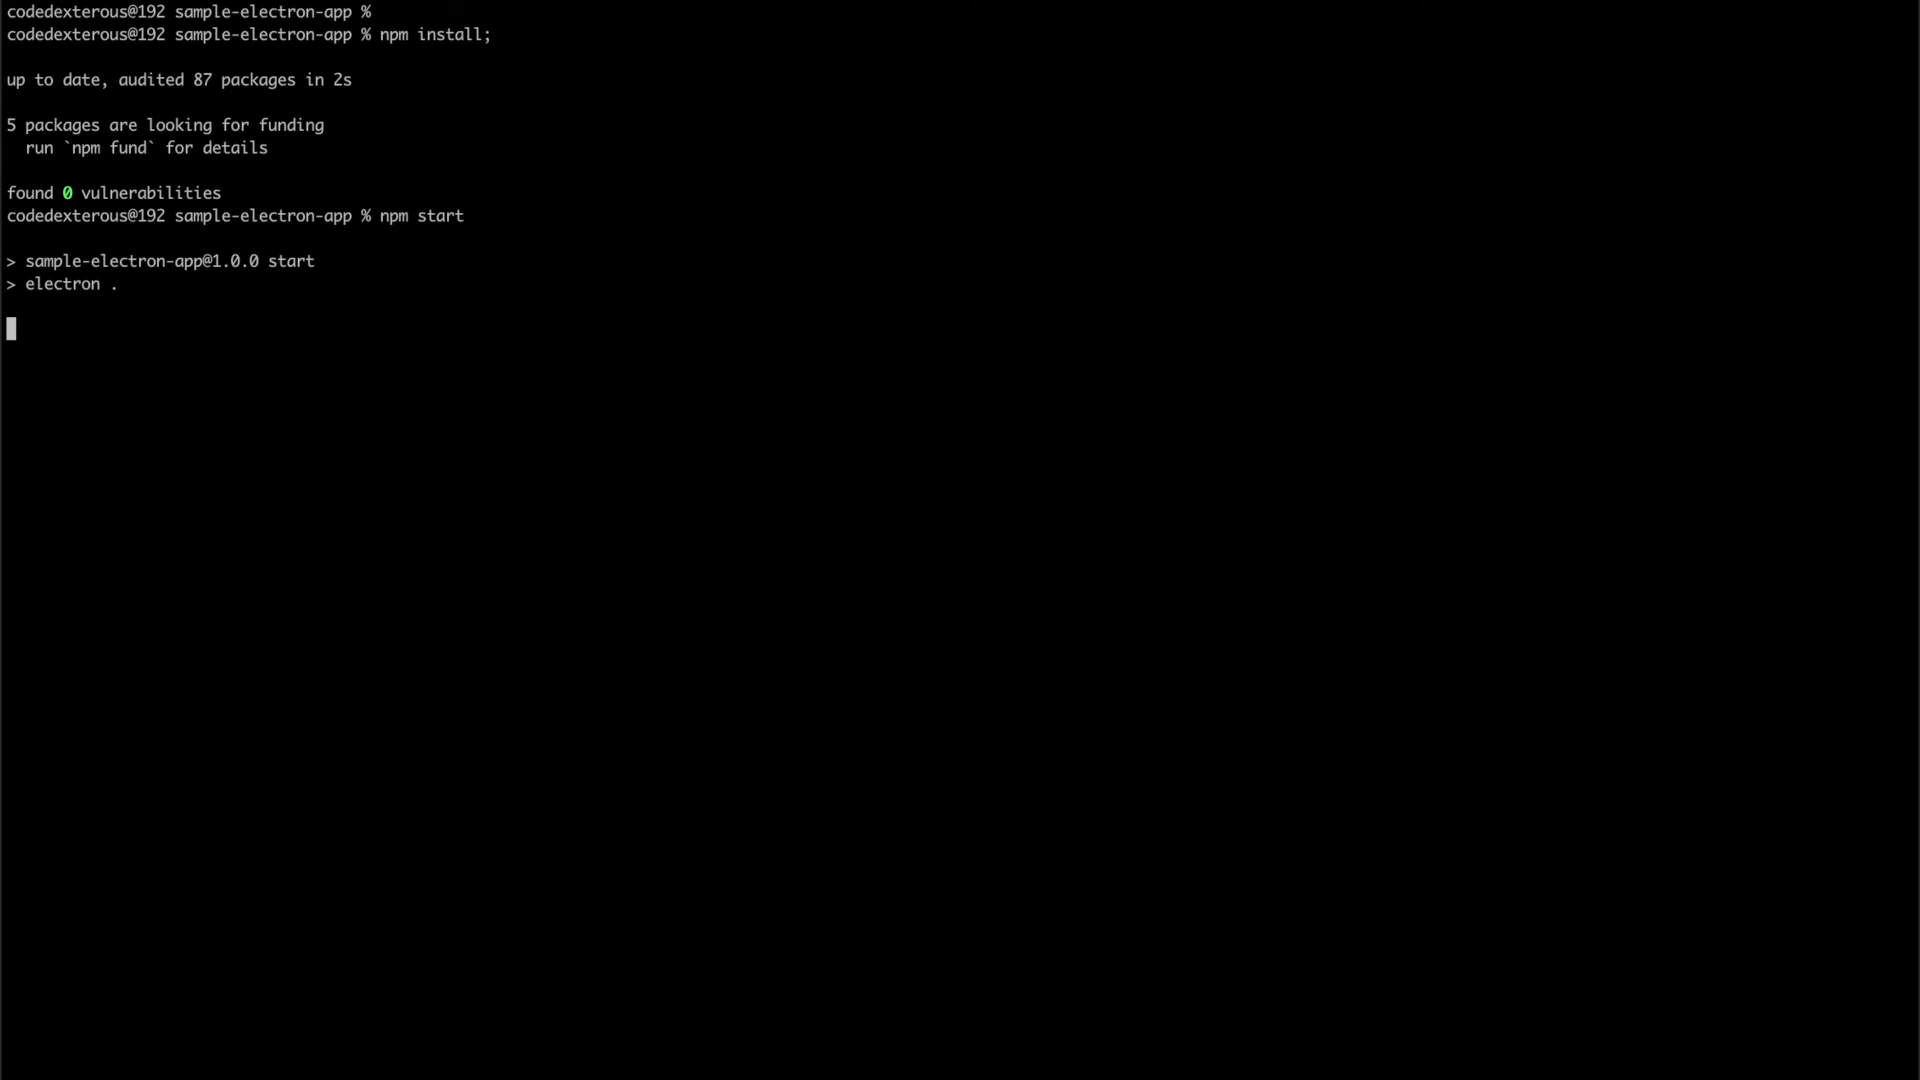 codedexterous@192 sample-electron-app %
codedexterous@192 sample-electron-app % npm install;
up to date, audited 87 packages in 2s
5 packages are looking for funding
  run `npm fund` for details
found 0 vulnerabilities
codedexterous@192 sample-electron-app % npm start
> sample-electron-app@1.0.0 start
> electron .